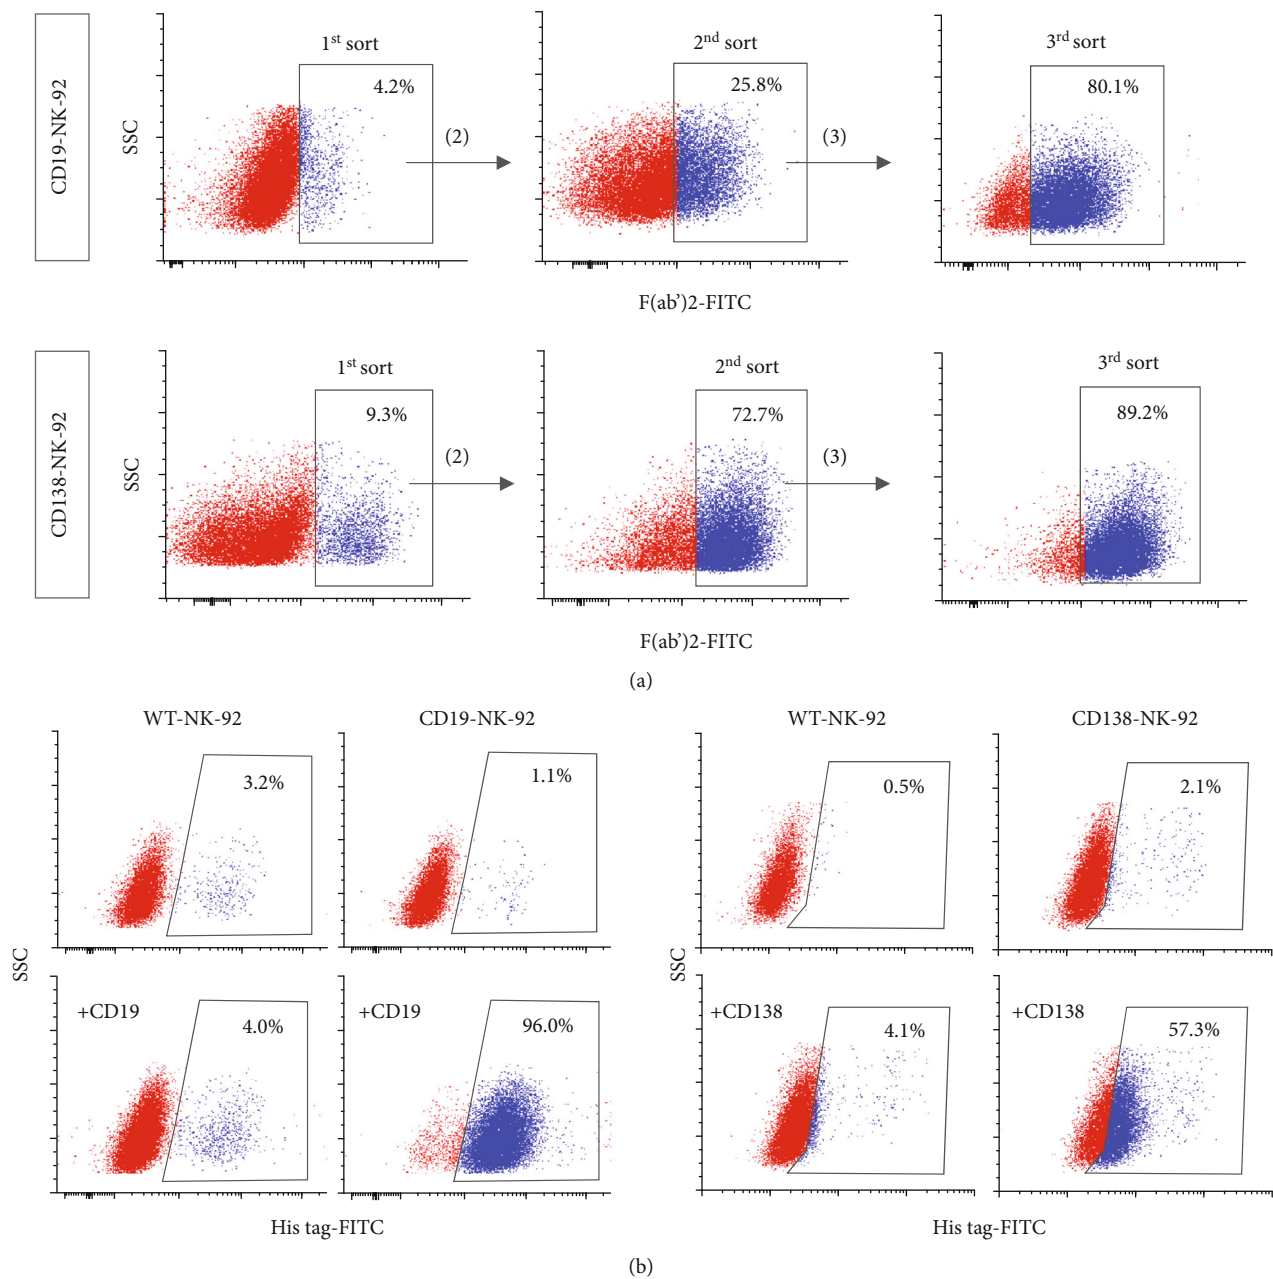 CD19-NK-92
SSC
1st sort
4.2%
(2)
2nd sort
25.8%
(3)
3rd sort
80.1%
F(ab')2-FITC
CD138-NK-92
SSC
1st sort
9.3%
(2)
2nd sort
72.7%
(3)
3rd sort
89.2%
F(ab')2-FITC
(a)
WT-NK-92
CD19-NK-92
WT-NK-92
CD138-NK-92
3.2%
1.1%
0.5%
2.1%
SSC
SSC
+CD19
4.0%
+CD19
96.0%
+CD138
4.1%
+CD138
57.3%
His tag-FITC
His tag-FITC
(b)